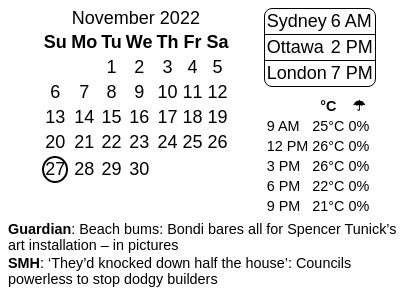 November 2022
Su Mo Tu We Th Fr Sa
1 2 3 4 5
6 7 8 9 10 11 12
13 14 15 16 17 18 19
20 21 22 23 24 25 26
27 28 29 30
Sydney 6 AM
Ottawa 2 PM
London 7 PM
°C ☂
9 AM 25°C 0%
12 PM 26°C 0%
3 PM 26°C 0%
6 PM 22°C 0%
9 PM 21°C 0%
Guardian: Beach bums: Bondi bares all for Spencer Tunick’s
art installation – in pictures
SMH: ‘They’d knocked down half the house’: Councils
powerless to stop dodgy builders